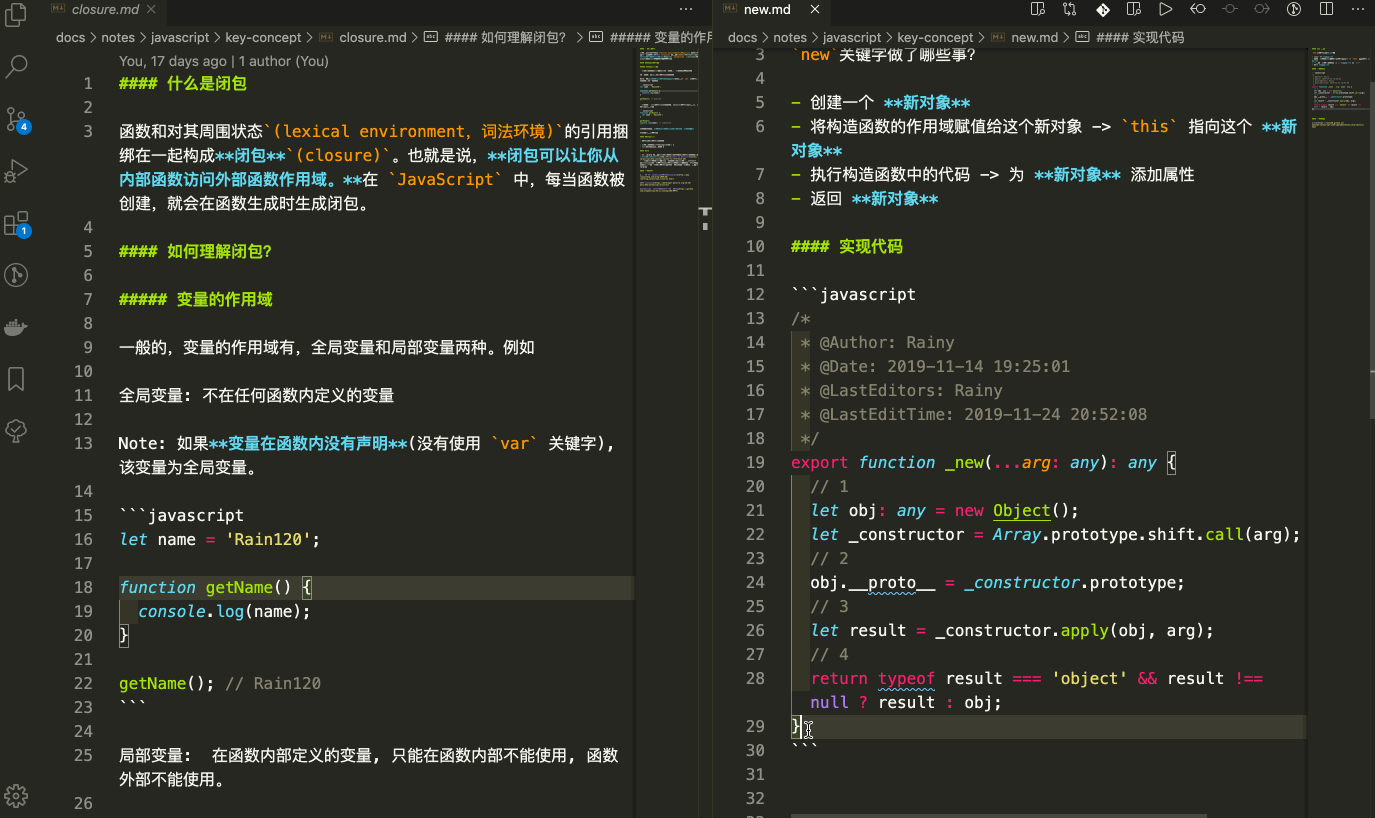 closure.md
docs > notes > javascript > key-concept > closure.md > #### 如何理解闭包? > ##### 变量的作用
You, 17 days ago | 1 author (You)
1 #### 什么是闭包
2
3 函数和对其周围状态`(lexical environment，词法环境)`的引用捆
绑在一起构成**闭包**`(closure)`。也就是说，**闭包可以让你从
内部函数访问外部函数作用域。**在 `JavaScript` 中，每当函数被
创建，就会在函数生成时生成闭包。
4
5 #### 如何理解闭包?
6
7 ##### 变量的作用域
8
9 一般的，变量的作用域有，全局变量和局部变量两种。例如
10
11 全局变量: 不在任何函数内定义的变量
12
13 Note: 如果**变量在函数内没有声明**(没有使用 `var` 关键字),
该变量为全局变量。
14
15 ```javascript
16 let name = 'Rain120';
17
18 function getName() {
19 console.log(name);
20 }
21
22 getName(); // Rain120
23 ```
24
25 局部变量: 在函数内部定义的变量, 只能在函数内部不能使用, 函数
外部不能使用。
26
4
1
new.md
docs > notes > javascript > key-concept > new.md > #### 实现代码
3 `new`关键字做了哪些事?
4
5 - 创建一个 **新对象**
6 - 将构造函数的作用域赋值给这个新对象 -> `this` 指向这个 **新
对象**
7 - 执行构造函数中的代码 -> 为 **新对象** 添加属性
8 - 返回 **新对象**
9
10 #### 实现代码
11
12 ```javascript
13 /*
14 * @Author: Rainy
15 * @Date: 2019-11-14 19:25:01
16 * @LastEditors: Rainy
17 * @LastEditTime: 2019-11-24 20:52:08
18 */
19 export function _new(...arg: any): any {
20 // 1
21 let obj: any = new Object();
22 let _constructor = Array.prototype.shift.call(arg);
23 // 2
24 obj.__proto__ = _constructor.prototype;
25 // 3
26 let result = _constructor.apply(obj, arg);
27 // 4
28 return typeof result === 'object' && result !==
null ? result : obj;
29 }
30 ```
31
32